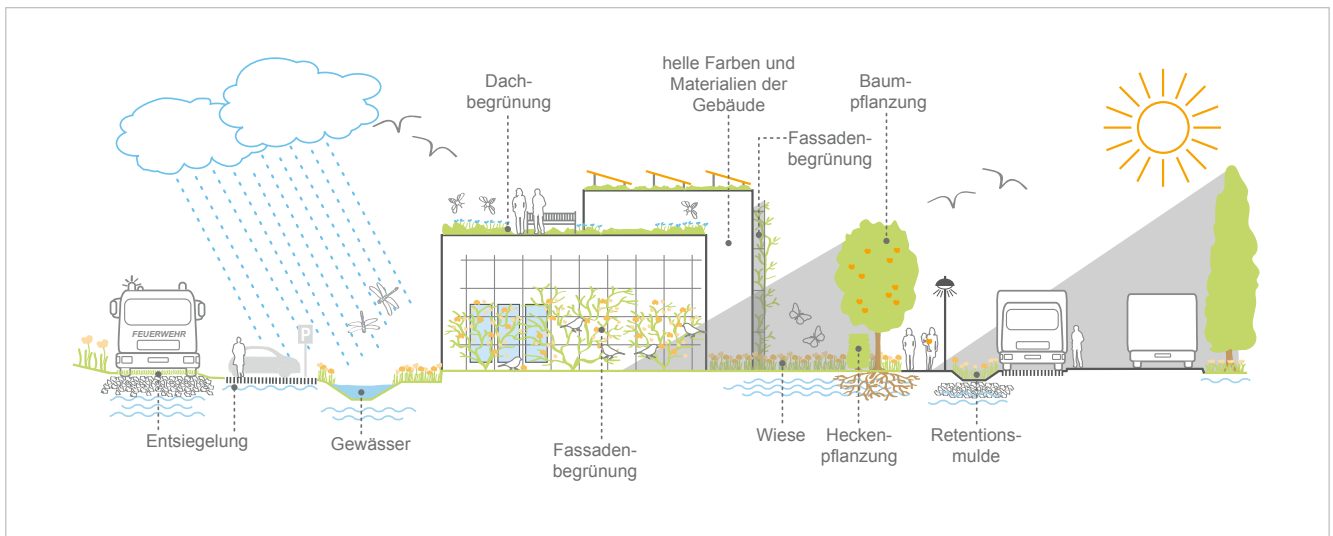 Dach-
begrünung
helle Farben und
Materialien der
Gebäude
Baum-
pflanzung
Fassaden-
begrünung
FEUERWEHR
P
Entsiegelung
Gewässer
Fassaden-
begrünung
Wiese
Hecken-
pflanzung
Retentions-
mulde